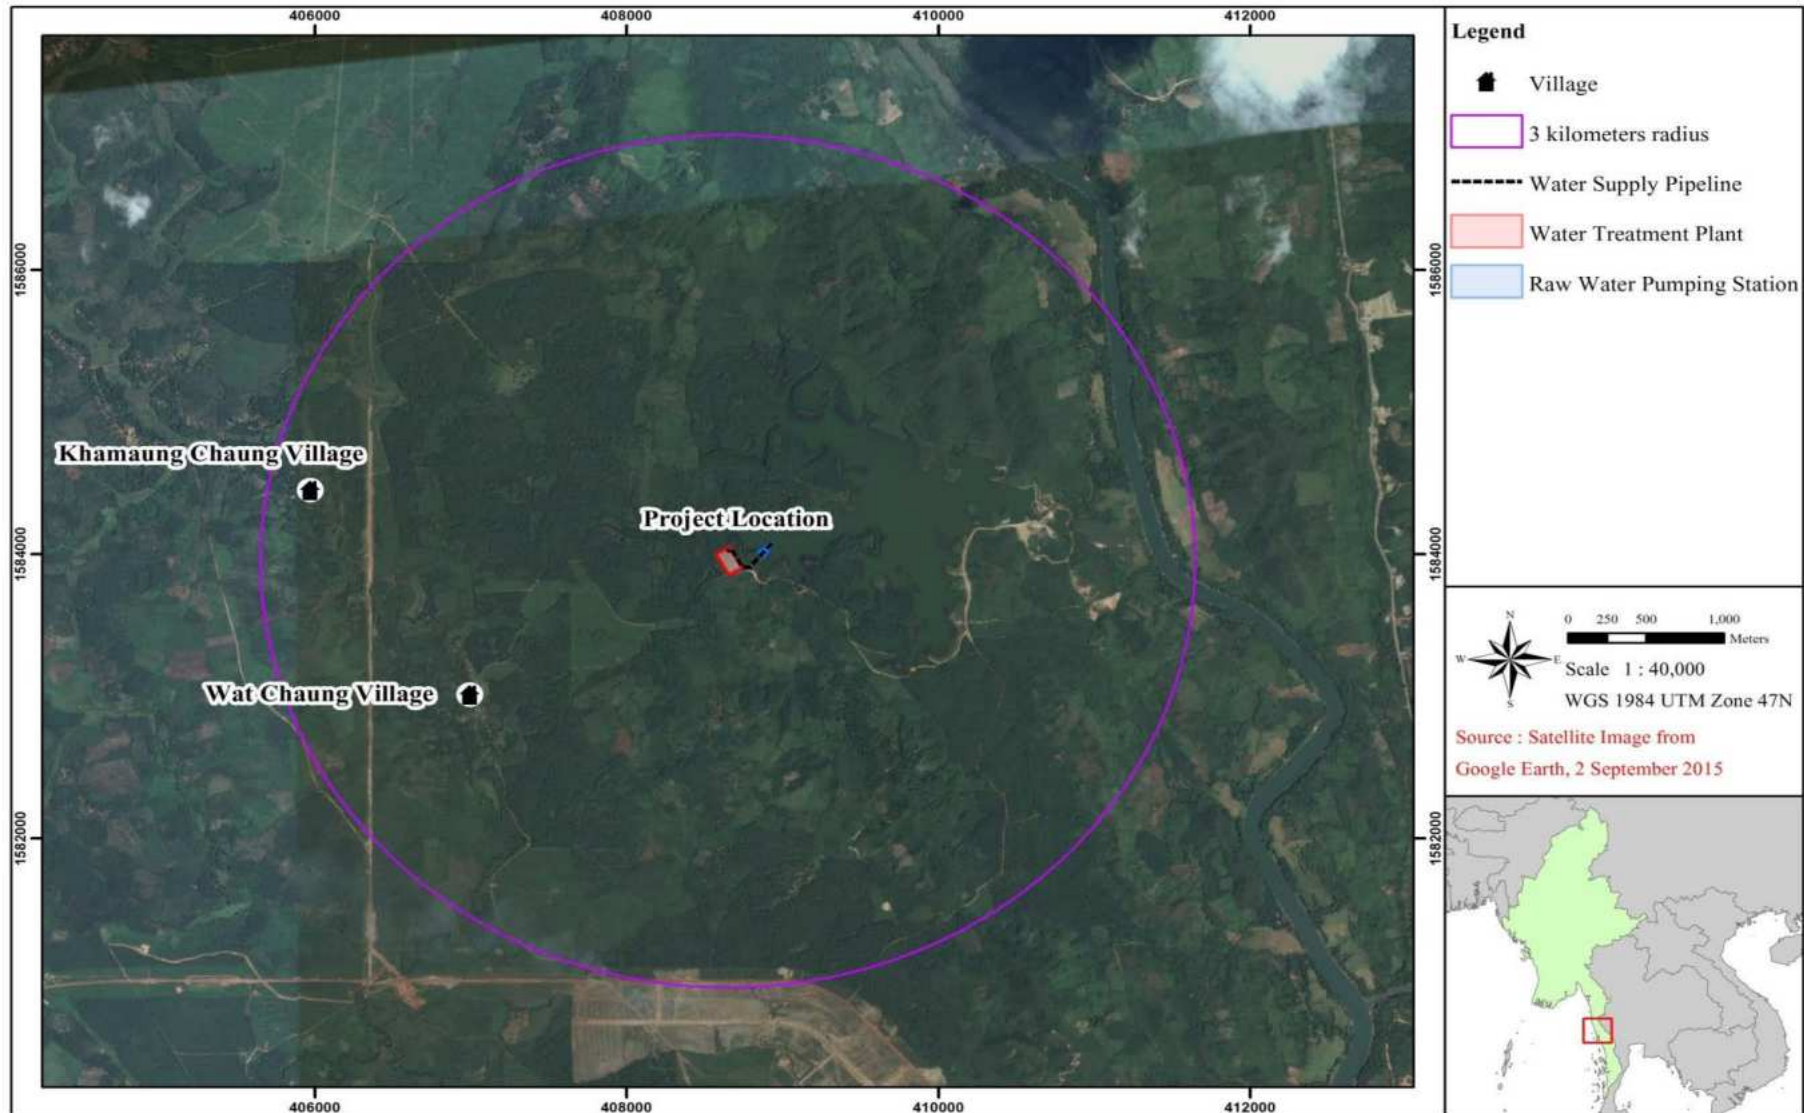 406000
408000
410000
412000
1586000
1584000
1582000
Khamaung Chaung Village
Project Location
Wat Chaung Village
1586000
1584000
1582000
406000
408000
410000
412000
Legend
Village
3 kilometers radius
Water Supply Pipeline
Water Treatment Plant
Raw Water Pumping Station
N
W
E
S
0 250 500 1,000
Meters
Scale 1 : 40,000
WGS 1984 UTM Zone 47N
Source : Satellite Image from
Google Earth, 2 September 2015